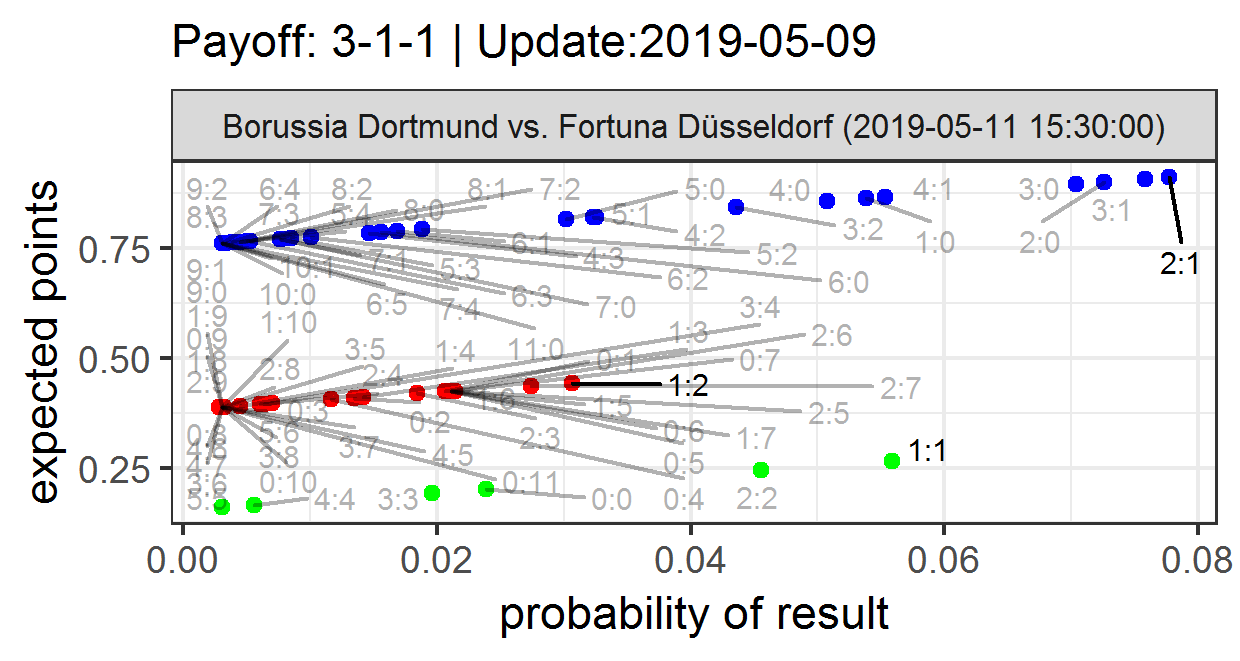 Payoff: 3-1-1 | Update:2019-05-09
Borussia Dortmund vs. Fortuna Düsseldorf (2019-05-11 15:30:00)
expected points
0.75
0.50
0.25
9:2 6:4 8:2 8:1 7:2 5:0 4:0 4:1 3:0
8:3 7:3 5:4 8:0 5:1 3:1
4:2 3:2 1:0 2:0
6:1 4:3 5:2 2:1
9:1 10:1 7:1 5:3 6:2 6:0
9:0 10:0 6:5 7:4 6:3 7:0 3:4
1:9 1:10 1:3 2:6
0:9 3:5 1:4 11:0 0:1 0:7
1:8 2:8 2:4 1:2 2:7
2:9 0:3 1:6 1:5 2:5
0:8 5:6 0:2 2:3 0:6 1:7 1:1
4:6 3:8 3:7 4:5 0:5
4:7
3:6 0:10 0:11
5:5 4:4 3:3 0:0 0:4 2:2
0.00 0.02 0.04 0.06 0.08
probability of result